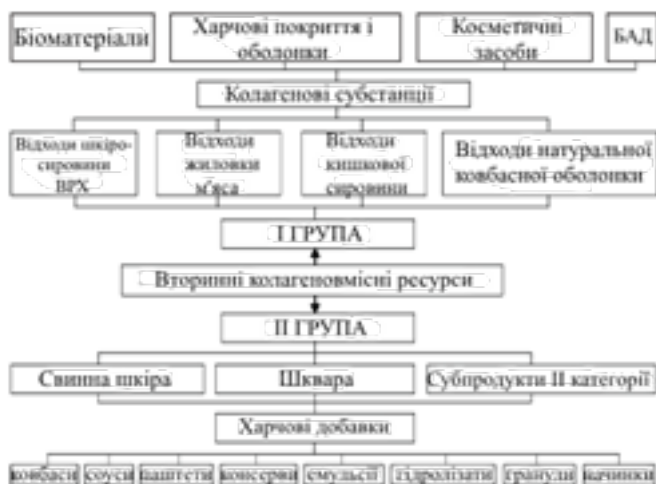 Біоматеріали
Харчові покриття і
оболонки
Косметичні
засоби
БАД
Колагенові субстанції
Відходи шкіро-
сировини
ВРХ
Відходи
жиловки
м'яса
Відходи
кишкової
сировини
Відходи натуральної
ковбасної оболонки
I ГРУПА
Вторинні колагеновмісні ресурси
II ГРУПА
Свинна шкіра
Шквара
Субпродукти II категорії
Харчові добавки
ковбаси
соуси
паштети
консерви
емульсії
гідролізати
гранули
начинки